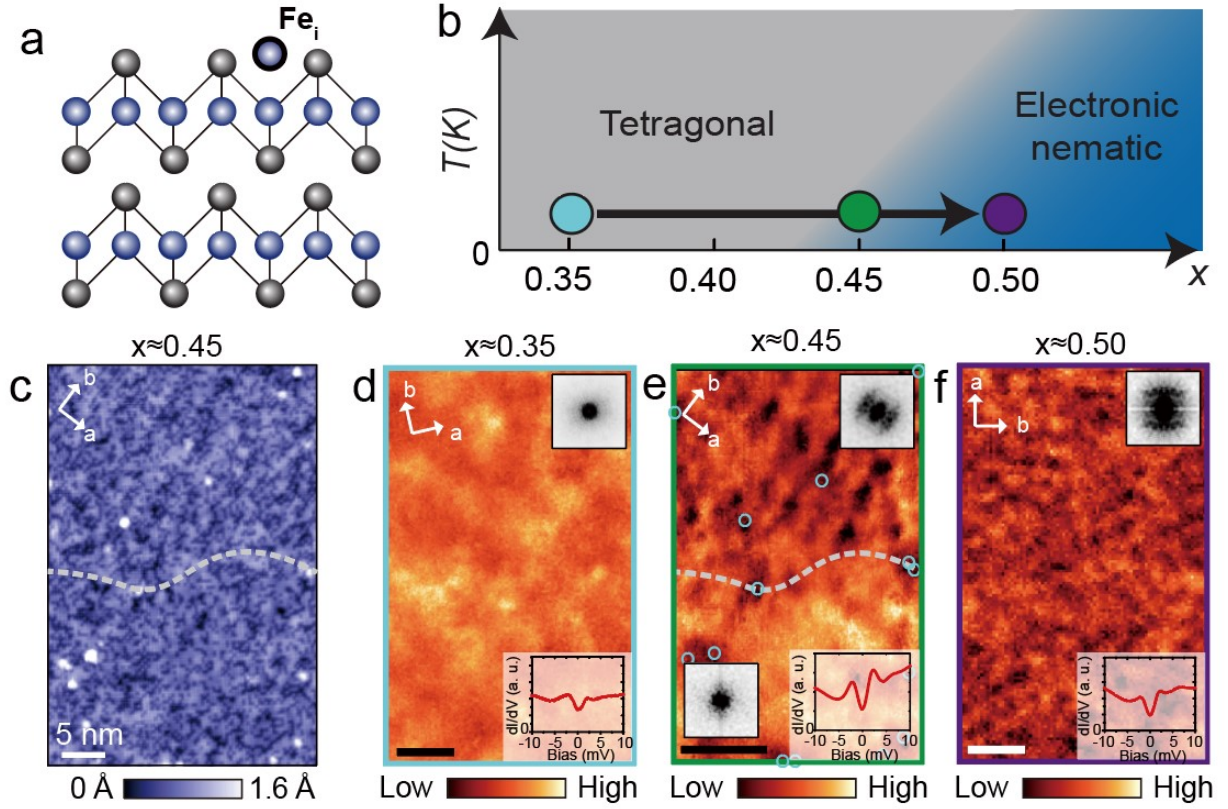 a
Fe_i
b
T(K)
Tetragonal
Electronic
nematic
0
0.35
0.40
0.45
0.50
x
x≈0.45
x≈0.35
x≈0.45
x≈0.50
c
b
a
5 nm
0 Å
1.6 Å
d
b
a
dI/dV (a. u.)
0
-10
-5
0
5
10
Bias (mV)
Low
High
e
b
a
dI/dV (a. u.)
0
-10
-5
0
5
10
Bias (mV)
Low
High
f
a
b
dI/dV (a. u.)
0
-10
-5
0
5
10
Bias (mV)
Low
High